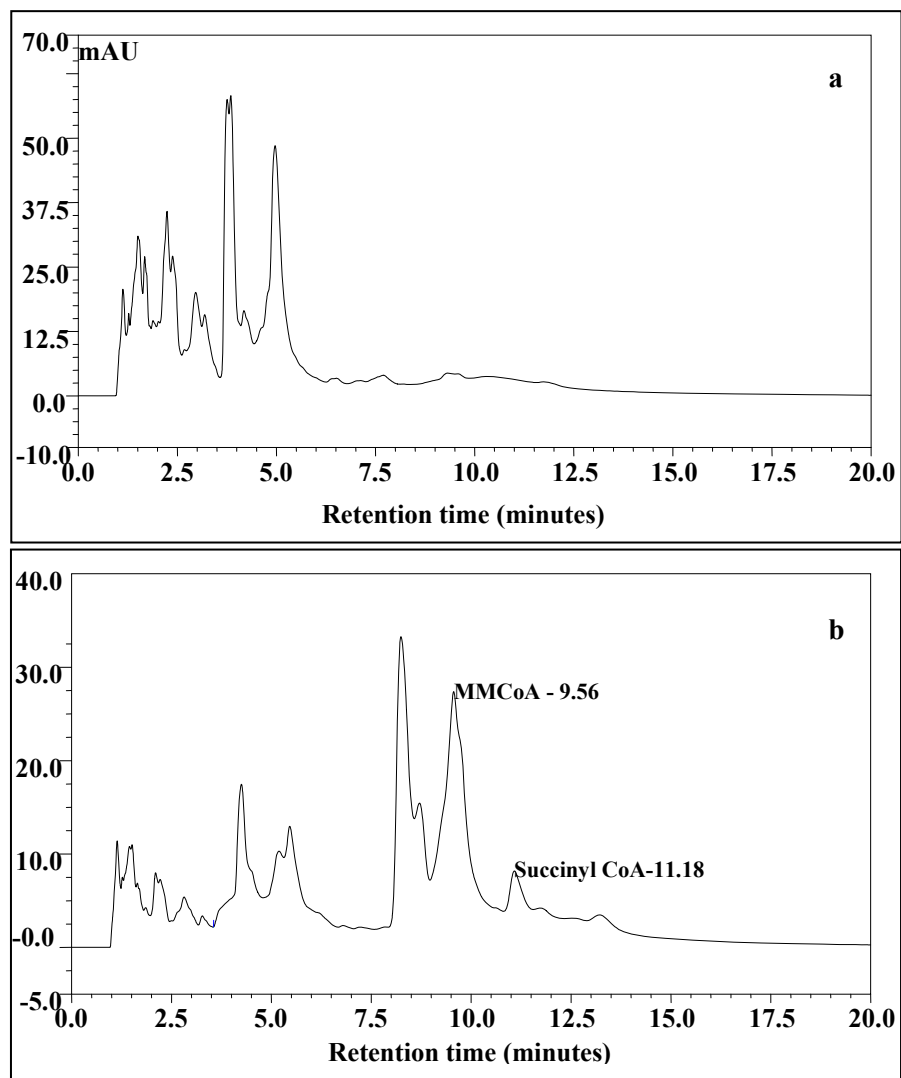 70.0
mAU
a
50.0
37.5
25.0
12.5
0.0
-10.0
0.0 2.5 5.0 7.5 10.0 12.5 15.0 17.5 20.0
Retention time (minutes)
40.0
b
30.0
MMCoA - 9.56
20.0
10.0
Succinyl CoA-11.18
-0.0
-5.0
0.0 2.5 5.0 7.5 10.0 12.5 15.0 17.5 20.0
Retention time (minutes)